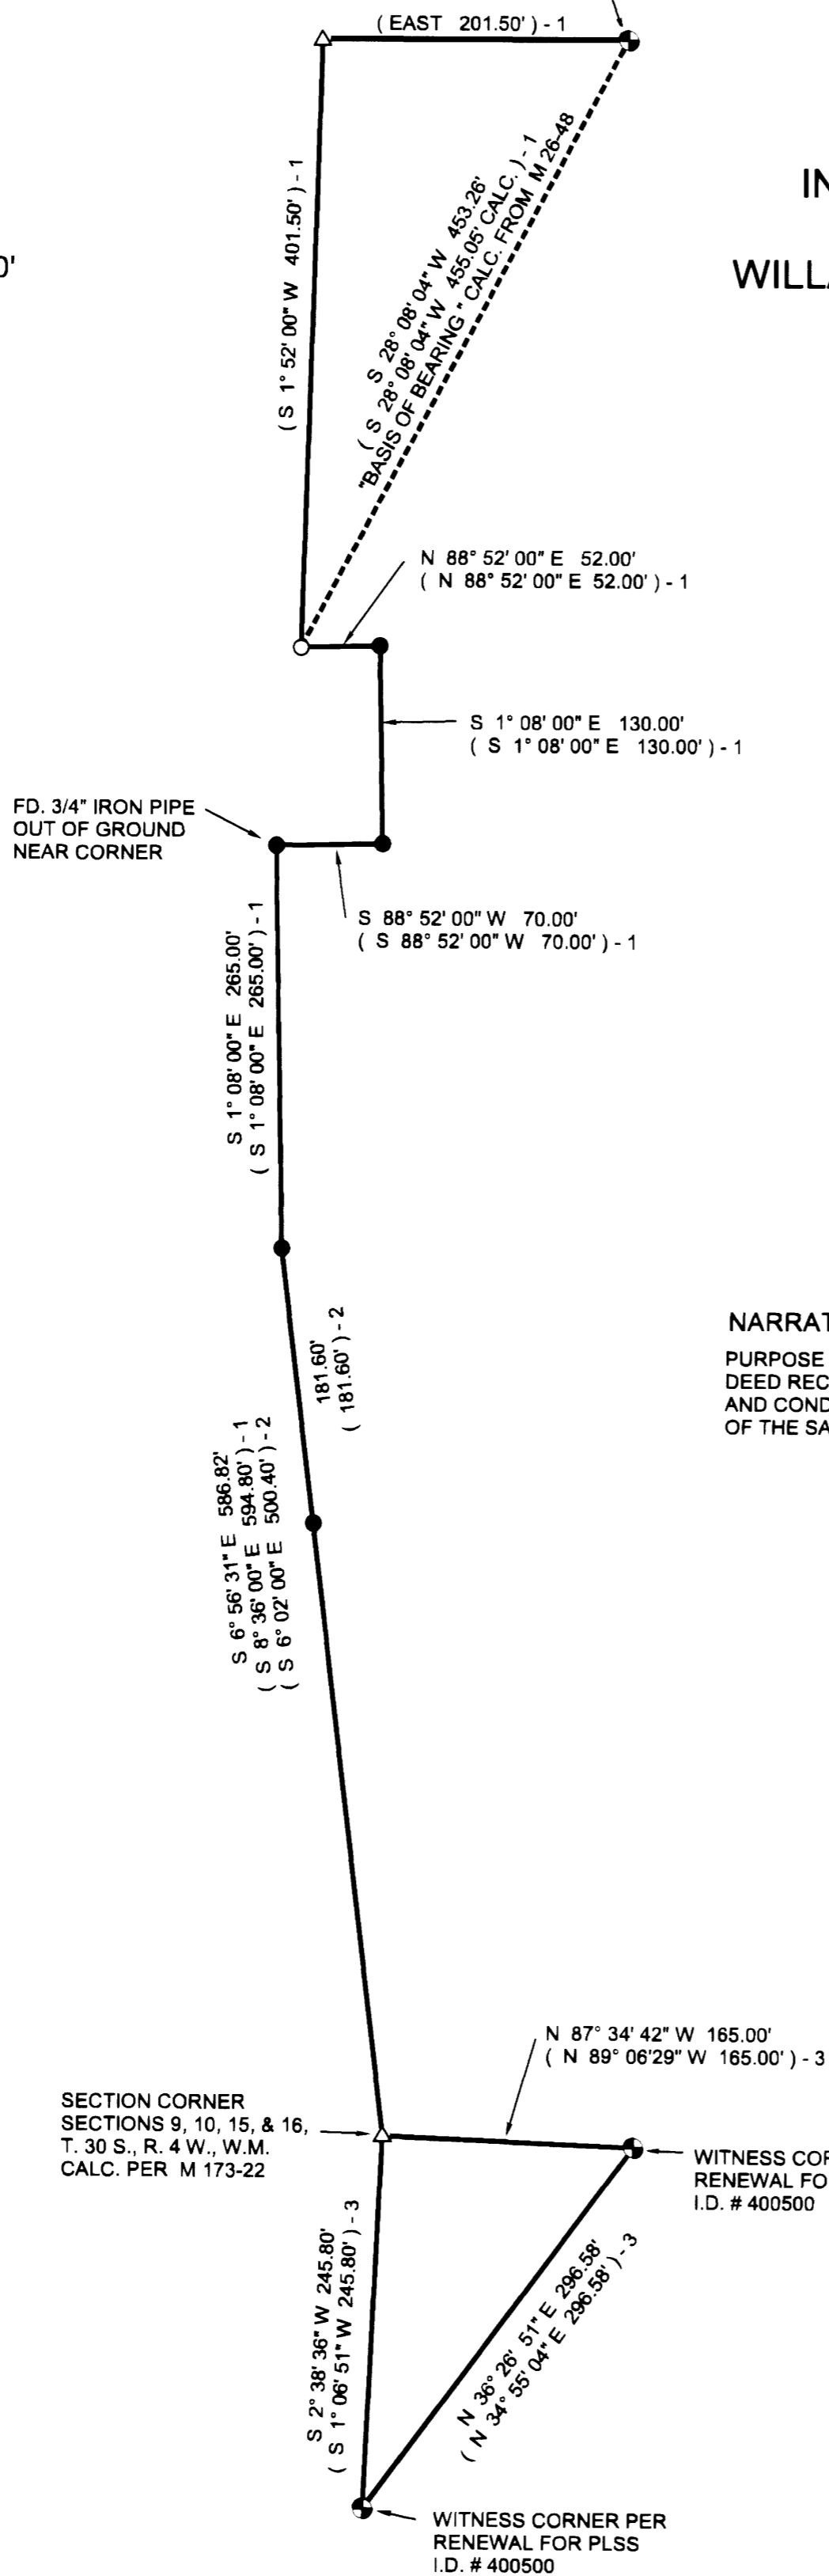 ( EAST 201.50' ) - 1
IN
0'
WILLA
( S 1° 52' 00" W 401.50' ) - 1
S 28° 08' 04" W 453.26'
( S 28° 08' 04" W 455.05' CALC. ) - 1
"BASIS OF BEARING " CALC. FROM M 26-48
N 88° 52' 00" E 52.00'
( N 88° 52' 00" E 52.00' ) - 1
S 1° 08' 00" E 130.00'
( S 1° 08' 00" E 130.00' ) - 1
FD. 3/4" IRON PIPE
OUT OF GROUND
NEAR CORNER
S 88° 52' 00" W 70.00'
( S 88° 52' 00" W 70.00' ) - 1
S 1° 08' 00" E 265.00'
( S 1° 08' 00" E 265.00' ) - 1
181.60'
( 181.60' ) - 2
NARRAT
PURPOSE
DEED REC
AND COND
OF THE SA
S 6° 56' 31" E 586.82'
( S 8° 36' 00" E 594.80' ) - 1
( S 6° 02' 00" E 500.40' ) - 2
N 87° 34' 42" W 165.00'
( N 89° 06'29" W 165.00' ) - 3
SECTION CORNER
SECTIONS 9, 10, 15, & 16,
T. 30 S., R. 4 W., W.M.
CALC. PER M 173-22
WITNESS COR
RENEWAL FO
I.D. # 400500
S 2° 38' 36" W 245.80'
( S 1° 06' 51" W 245.80' ) - 3
N 36° 26' 51" E 296.58'
( N 34° 55' 04" E 296.58' ) - 3
WITNESS CORNER PER
RENEWAL FOR PLSS
I.D. # 400500